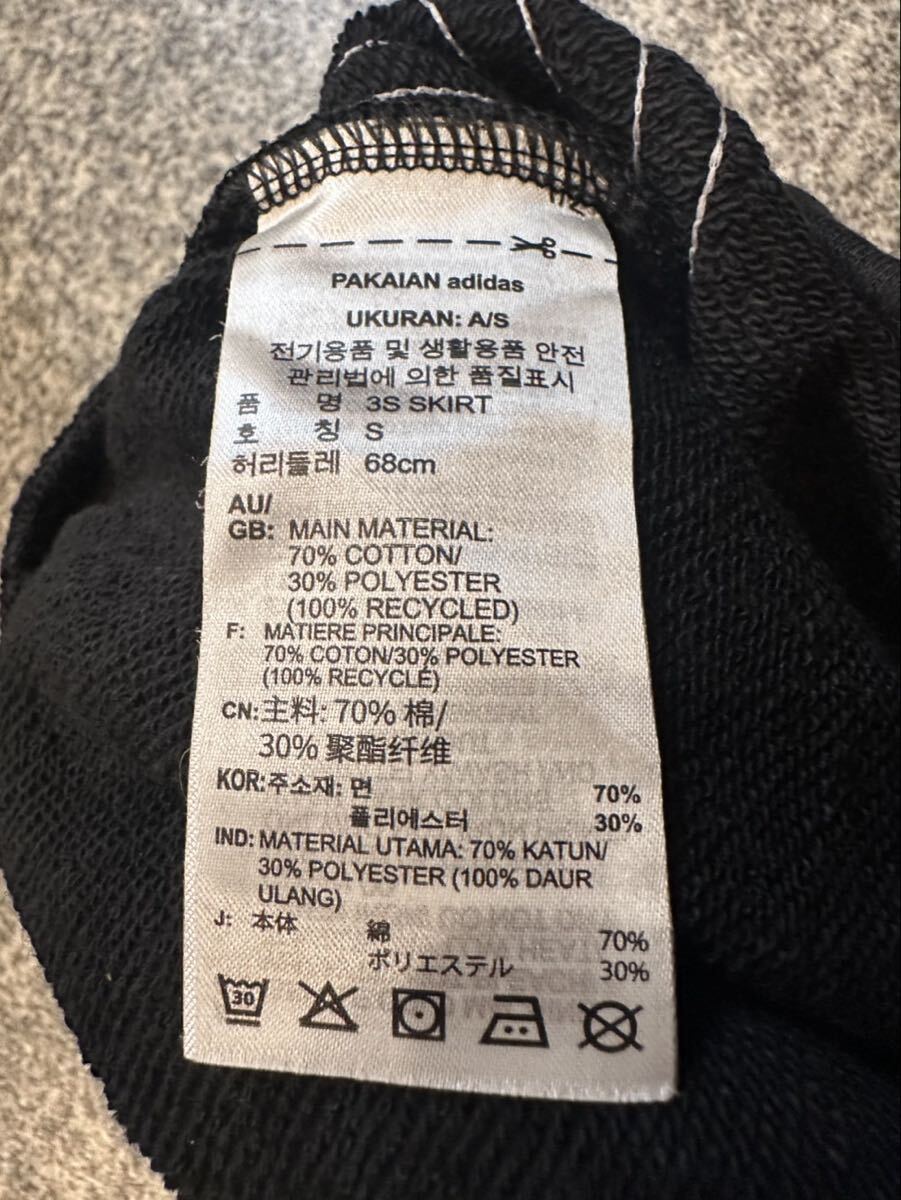 PAKAIAN adidas
UKURAN: A/S
전기용품 및 생활용품 안전
관리법에 의한 품질표시
품 명 3S SKIRT
호 칭 S
허리둘레 68cm
AU/
GB: MAIN MATERIAL:
70% COTTON/
30% POLYESTER
(100% RECYCLED)
F: MATIERE PRINCIPALE:
70% COTON/30% POLYESTER
(100% RECYCLÉ)
CN: 主料: 70% 棉/
30% 聚酯纤维
KOR: 주소재: 면 70%
폴리에스터 30%
IND: MATERIAL UTAMA: 70% KATUN/
30% POLYESTER (100% DAUR
ULANG)
J: 本体 綿 70%
ポリエステル 30%
30